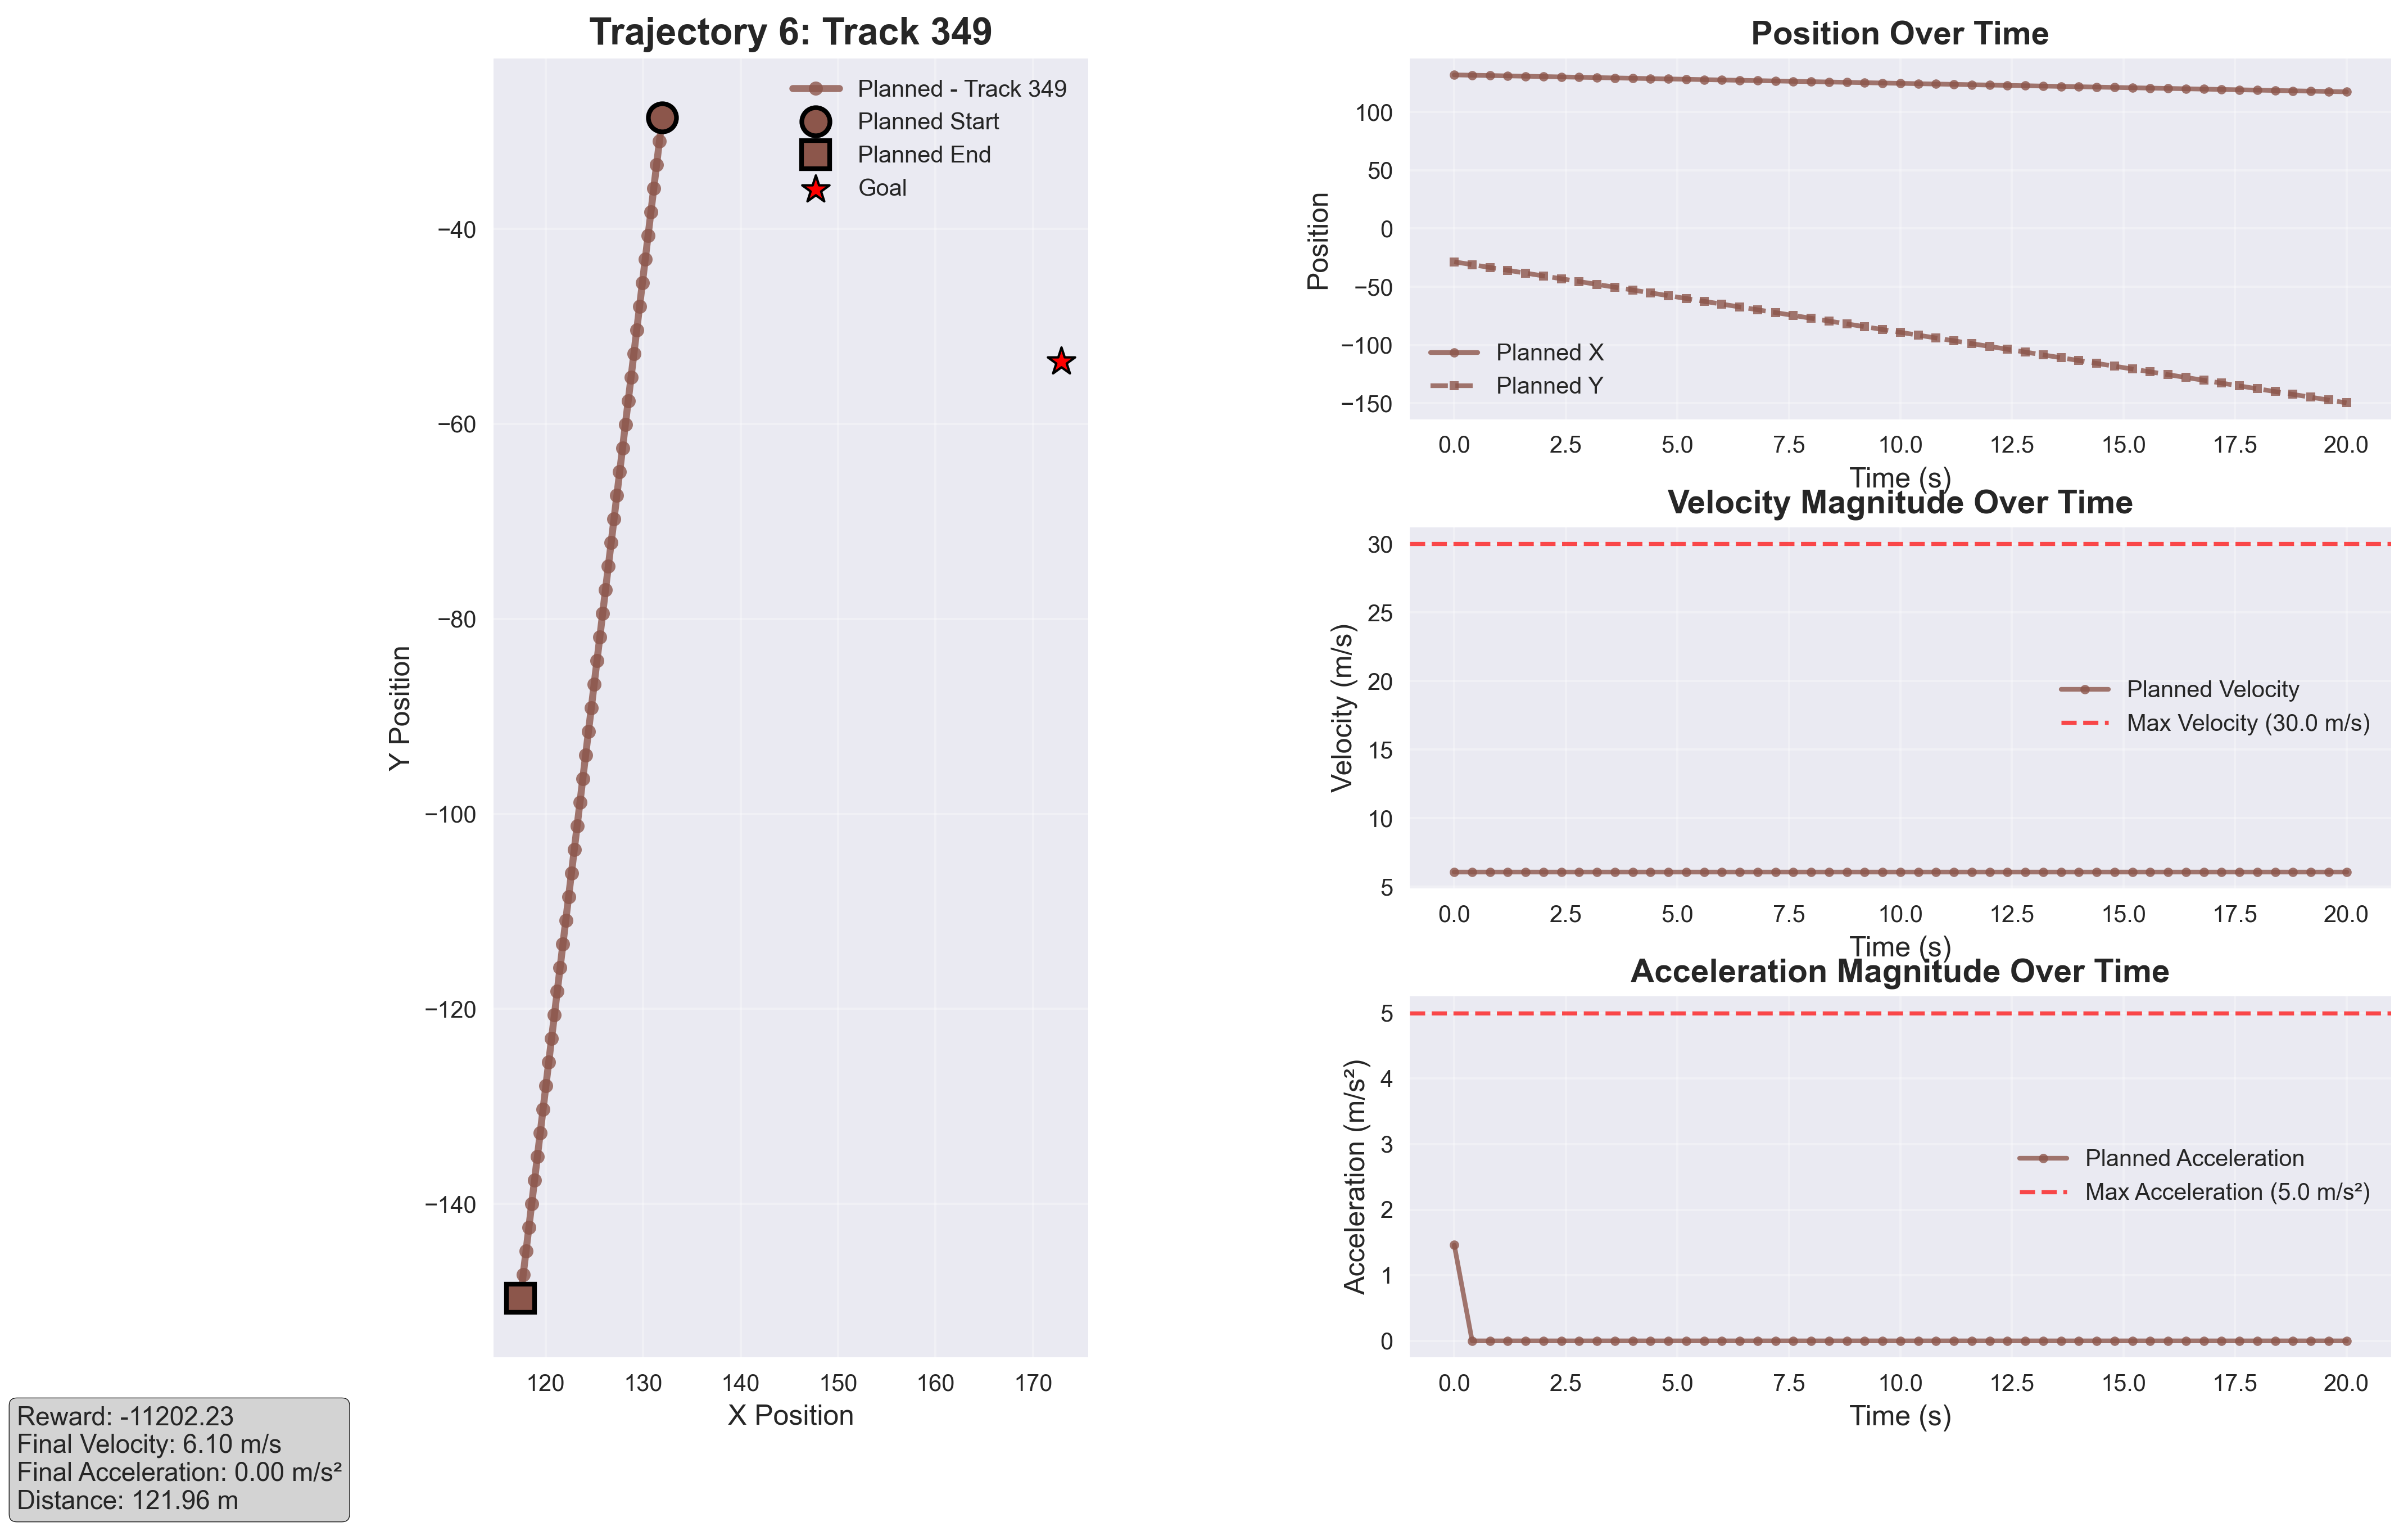 Trajectory 6: Track 349
Planned - Track 349
Planned Start
Planned End
Goal
−40
−60
−80
−100
−120
−140
Y Position
120 130 140 150 160 170
X Position
Reward: -11202.23
Final Velocity: 6.10 m/s
Final Acceleration: 0.00 m/s²
Distance: 121.96 m
Position Over Time
100
50
0
−50
−100
−150
Position
Planned X
Planned Y
0.0 2.5 5.0 7.5 10.0 12.5 15.0 17.5 20.0
Time (s)
Velocity Magnitude Over Time
30
25
20
15
10
5
Velocity (m/s)
Planned Velocity
Max Velocity (30.0 m/s)
0.0 2.5 5.0 7.5 10.0 12.5 15.0 17.5 20.0
Time (s)
Acceleration Magnitude Over Time
5
4
3
2
1
0
Acceleration (m/s²)
Planned Acceleration
Max Acceleration (5.0 m/s²)
0.0 2.5 5.0 7.5 10.0 12.5 15.0 17.5 20.0
Time (s)